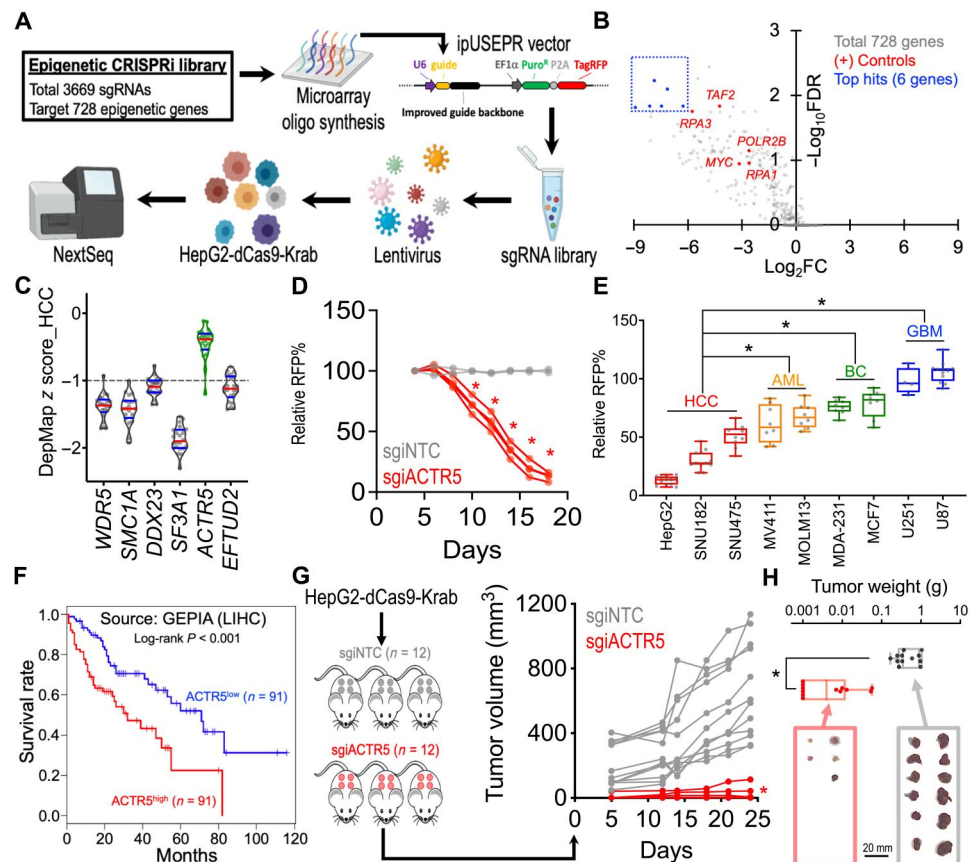 A
Epigenetic CRISPRi library
Total 3669 sgRNAs
Target 728 epigenetic genes
Microarray
oligo synthesis
ipUSEPR vector
U6 guide
EF1α Puroᴿ P2A TagRFP
Improved guide backbone
NextSeq
HepG2-dCas9-Krab
Lentivirus
sgRNA library
B
Total 728 genes
(+) Controls
Top hits (6 genes)
3
2
1
0
−Log₁₀FDR
TAF2
RPA3
POLR2B
MYC
RPA1
−9 −6 −3 0 3 6 9
Log₂FC
C
DepMap z score_HCC
0
−1
−2
WDR5
SMC1A
DDX23
SF3A1
ACTR5
EFTUD2
D
Relative RFP%
150
100
50
0
sgiNTC
sgiACTR5
* * * * *
0 5 10 15 20
Days
E
Relative RFP%
150
100
50
0
*
*
*
HCC
AML
BC
GBM
HepG2
SNU182
SNU475
MV411
MOLM13
MDA-231
MCF7
U251
U87
F
Survival rate
1.0
0.8
0.6
0.4
0.2
0.0
Source: GEPIA (LIHC)
Log-rank P < 0.001
ACTR5ˡᵒʷ (n = 91)
ACTR5ʰⁱᵍʰ (n = 91)
0 20 40 60 80 100 120
Months
G
HepG2-dCas9-Krab
sgiNTC (n = 12)
sgiACTR5 (n = 12)
Tumor volume (mm³)
1200
800
400
0
sgiNTC
sgiACTR5
*
0 5 10 15 20 25
Days
H
Tumor weight (g)
0.001 0.01 0.1 1 10
*
20 mm